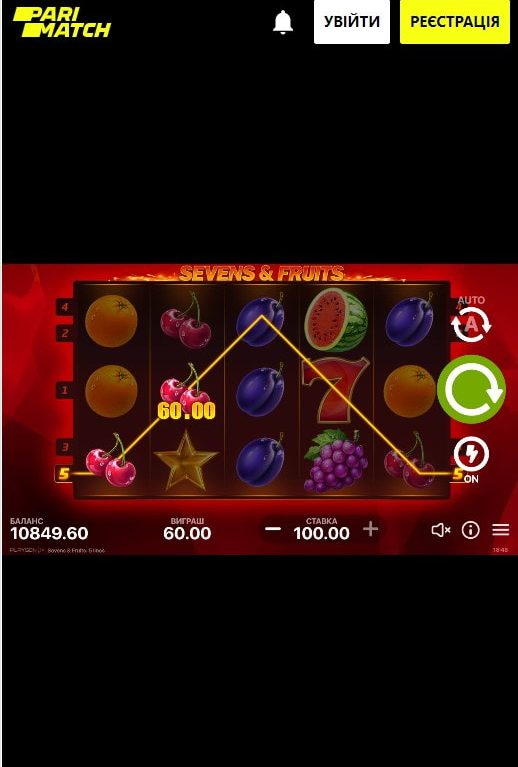 PARI
MATCH
УВІЙТИ
РЕЄСТРАЦІЯ
SEVENS & FRUITS
4
AUTO
A
2
1
60.00
3
5
5
ON
БАЛАНС
10849.60
ВИГРАШ
60.00
СТАВКА
100.00
Sevens & Fruits: 5 lines
18:48